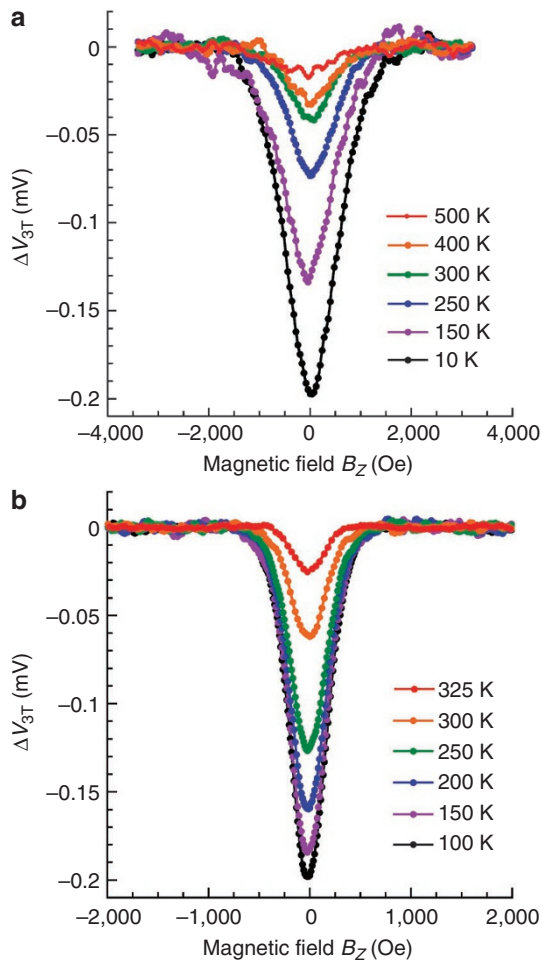 a
0
−0.05
−0.1
−0.15
−0.2
ΔV3T (mV)
500 K
400 K
300 K
250 K
150 K
10 K
−4,000 −2,000 0 2,000 4,000
Magnetic field BZ (Oe)
b
0
−0.05
−0.1
−0.15
−0.2
ΔV3T (mV)
325 K
300 K
250 K
200 K
150 K
100 K
−2,000 −1,000 0 1,000 2,000
Magnetic field BZ (Oe)